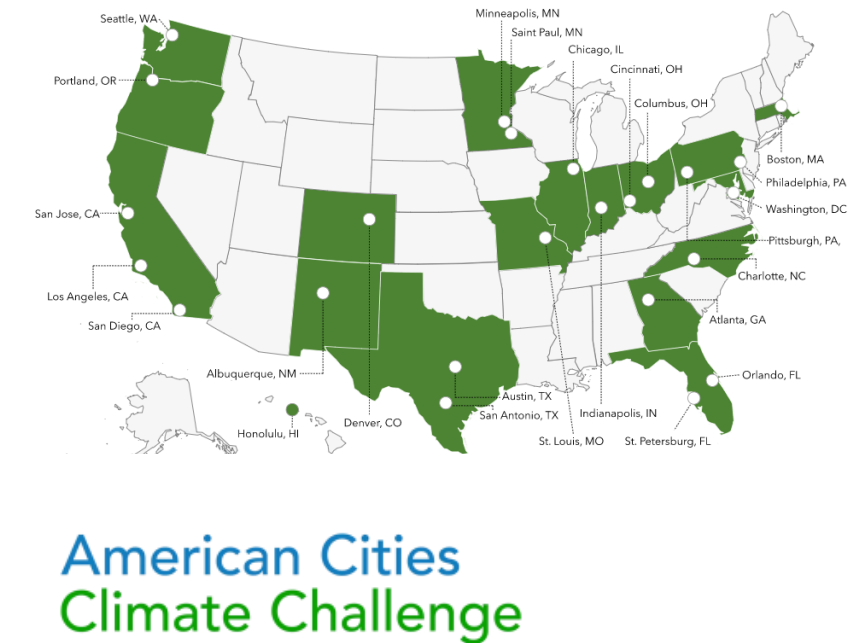 Seattle, WA
Minneapolis, MN
Saint Paul, MN
Chicago, IL
Cincinnati, OH
Portland, OR
Columbus, OH
Boston, MA
Philadelphia, PA
San Jose, CA
Washington, DC
Pittsburgh, PA,
Charlotte, NC
Los Angeles, CA
San Diego, CA
Atlanta, GA
Albuquerque, NM
Orlando, FL
Austin, TX
San Antonio, TX
Indianapolis, IN
Denver, CO
Honolulu, HI
St. Louis, MO
St. Petersburg, FL
American Cities
Climate Challenge